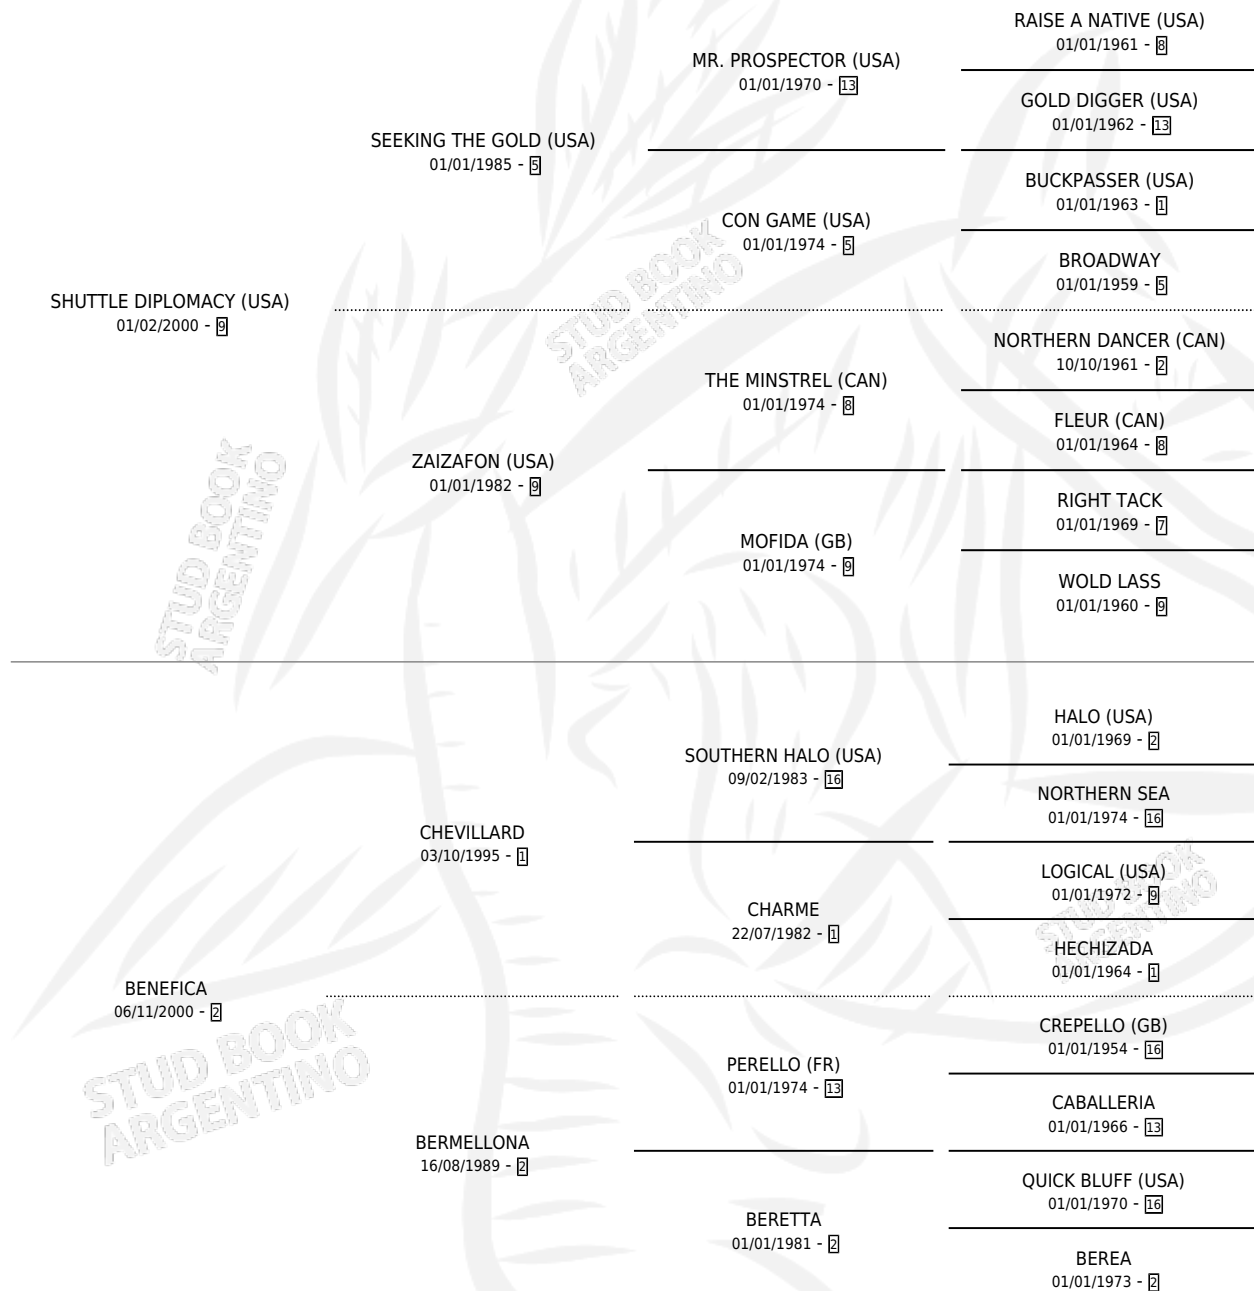 RAISE A NATIVE (USA)
01/01/1961 - 8
MR. PROSPECTOR (USA)
01/01/1970 - 13
GOLD DIGGER (USA)
01/01/1962 - 13
SEEKING THE GOLD (USA)
01/01/1985 - 5
BUCKPASSER (USA)
01/01/1963 - 1
CON GAME (USA)
01/01/1974 - 5
BROADWAY
01/01/1959 - 5
SHUTTLE DIPLOMACY (USA)
01/02/2000 - 9
NORTHERN DANCER (CAN)
10/10/1961 - 2
THE MINSTREL (CAN)
01/01/1974 - 8
FLEUR (CAN)
01/01/1964 - 8
ZAIZAFON (USA)
01/01/1982 - 9
RIGHT TACK
01/01/1969 - 7
MOFIDA (GB)
01/01/1974 - 9
WOLD LASS
01/01/1960 - 9
HALO (USA)
01/01/1969 - 2
SOUTHERN HALO (USA)
09/02/1983 - 16
NORTHERN SEA
01/01/1974 - 16
CHEVILLARD
03/10/1995 - 1
LOGICAL (USA)
01/01/1972 - 9
CHARME
22/07/1982 - 1
HECHIZADA
01/01/1964 - 1
BENEFICA
06/11/2000 - 2
CREPELLO (GB)
01/01/1954 - 16
PERELLO (FR)
01/01/1974 - 13
CABALLERIA
01/01/1966 - 13
BERMELLONA
16/08/1989 - 2
QUICK BLUFF (USA)
01/01/1970 - 16
BERETTA
01/01/1981 - 2
BEREA
01/01/1973 - 2
STUD BOOK
ARGENTINO
STUD BOOK
ARGENTINO
STUD BOOK
ARGENTINO
STUD BOOK
ARGENTINO